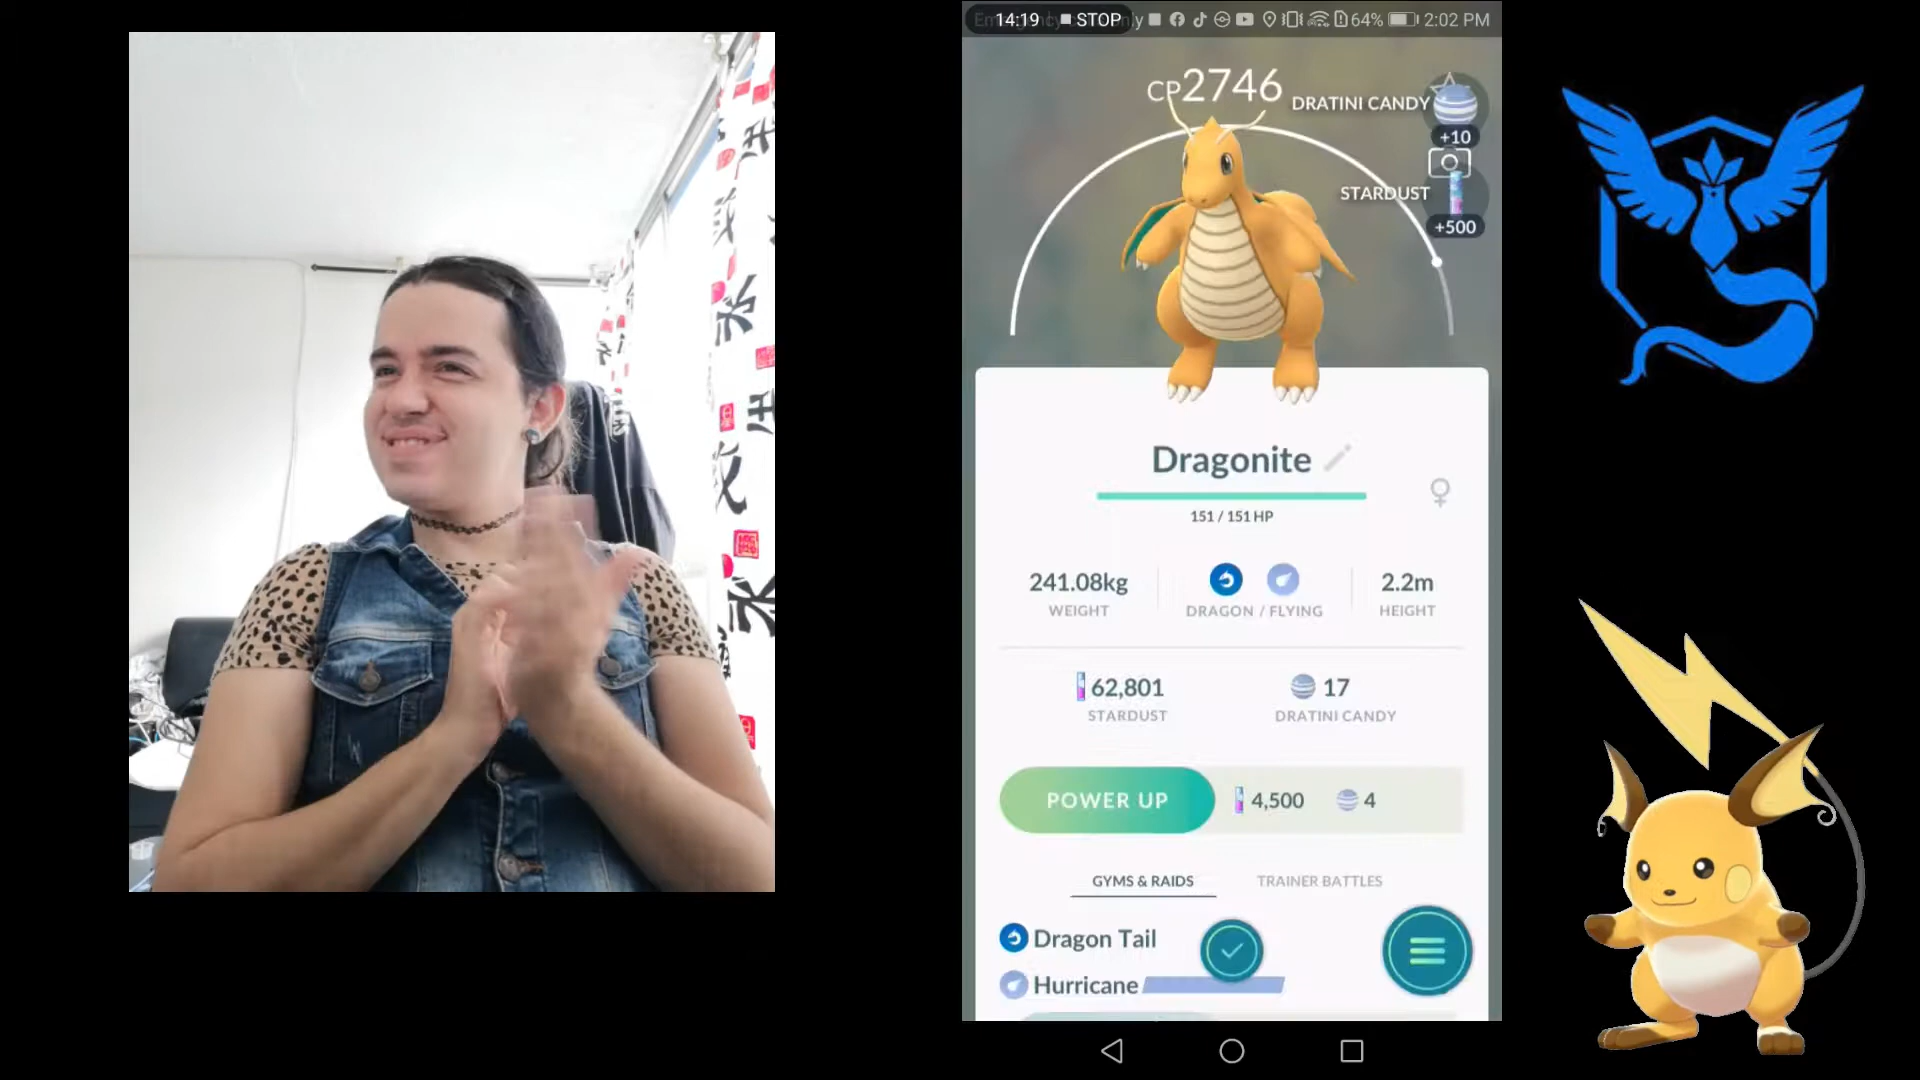 14:19 STOP
64% 2:02 PM
CP2746
DRATINI CANDY
+10
STARDUST
+500
Dragonite
151 / 151 HP
241.08kg
WEIGHT
DRAGON / FLYING
2.2m
HEIGHT
62,801
STARDUST
17
DRATINI CANDY
POWER UP 4,500 4
GYMS & RAIDS TRAINER BATTLES
Dragon Tail
Hurricane